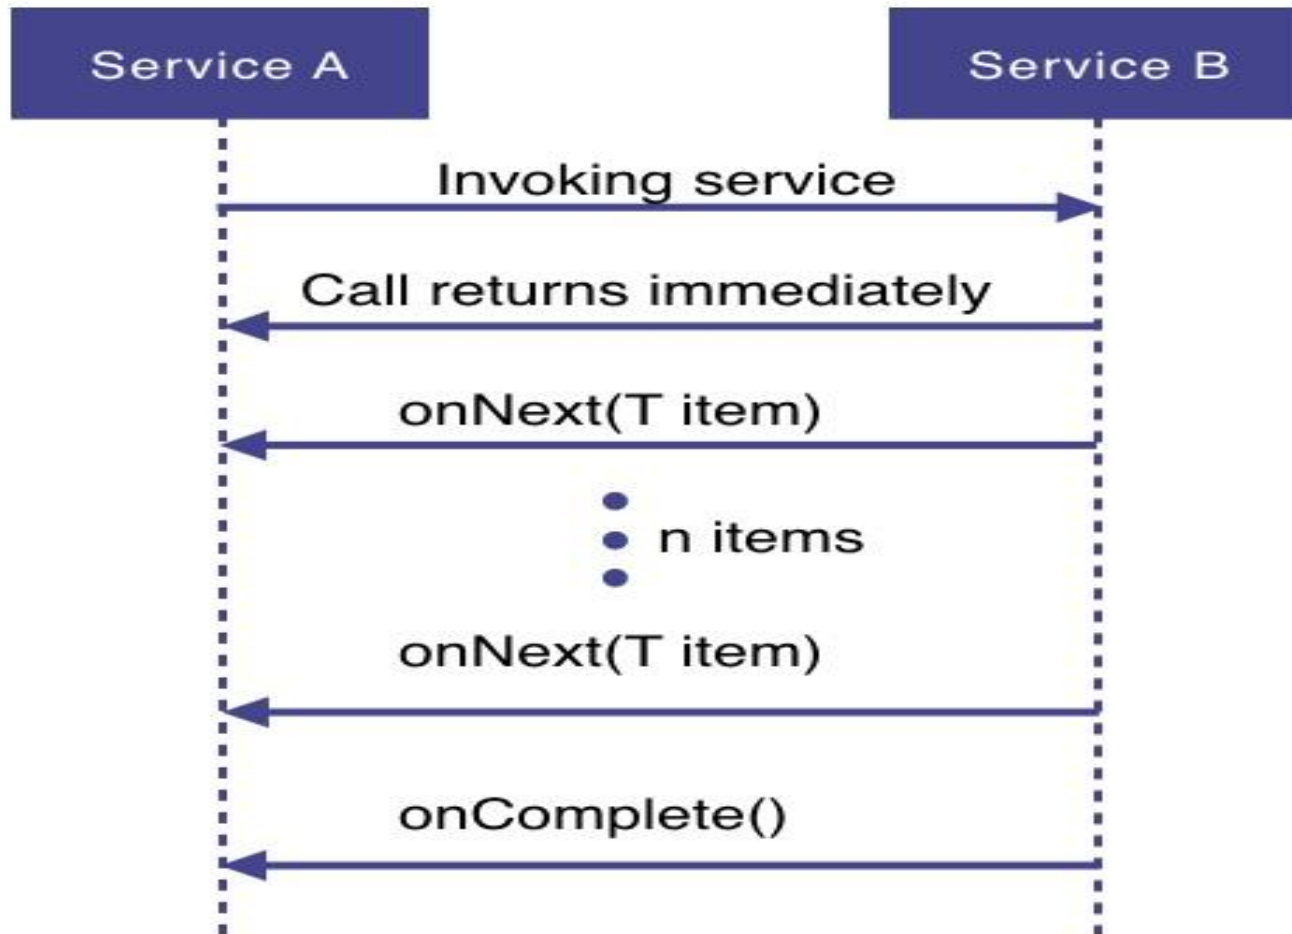 Service A
Service B
Invoking service
Call returns immediately
onNext(T item)
n items
onNext(T item)
onComplete()